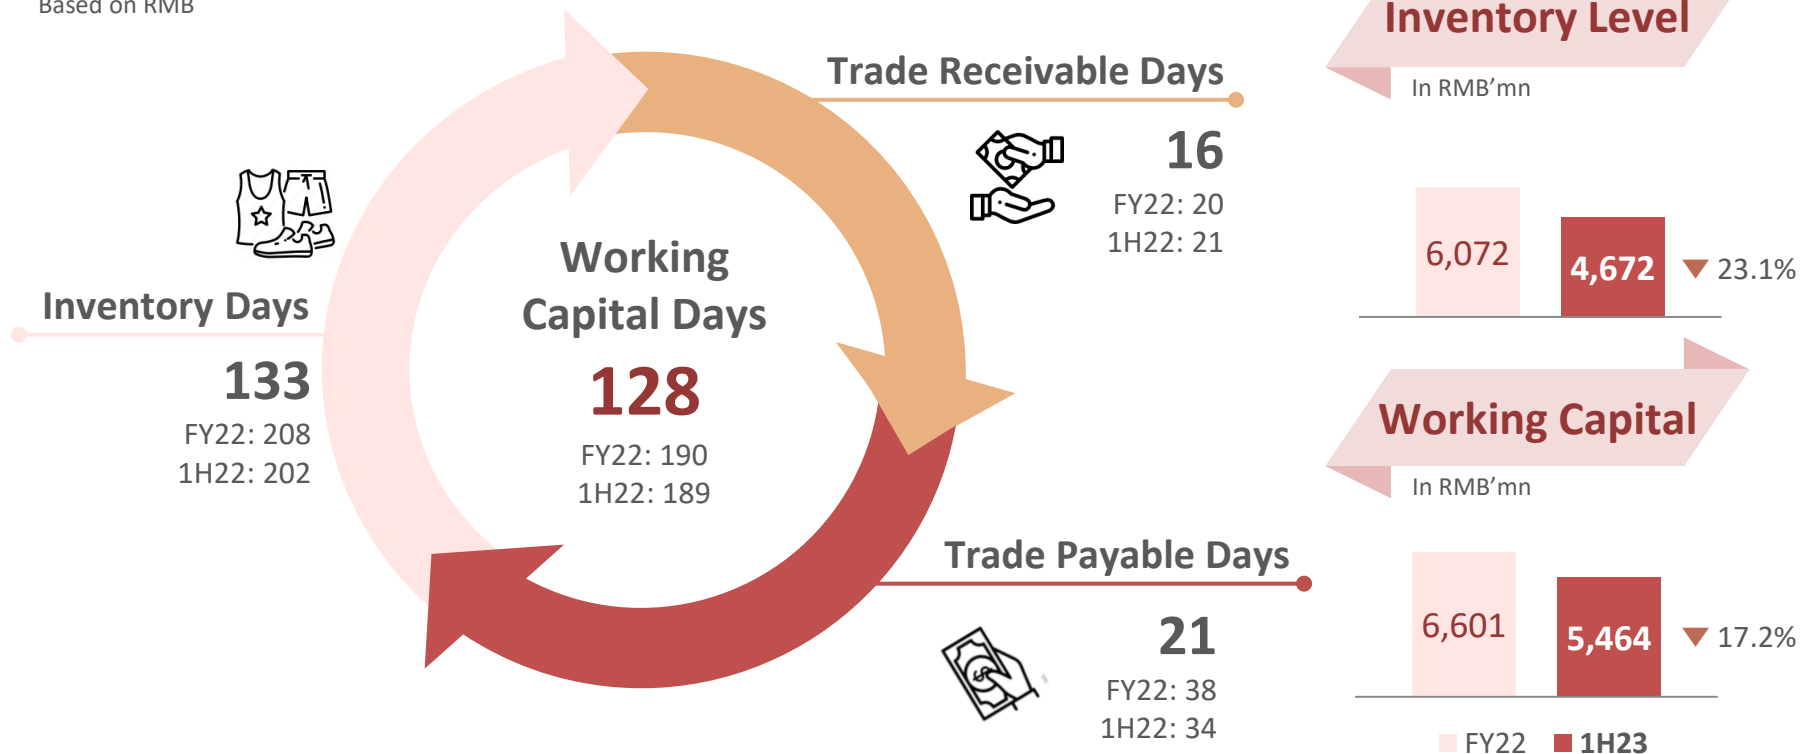 Based on RMB
Trade Receivable Days
16
FY22: 20
1H22: 21
Inventory Days
133
FY22: 208
1H22: 202
Working
Capital Days
128
FY22: 190
1H22: 189
Trade Payable Days
21
FY22: 38
1H22: 34
Inventory Level
In RMB’mn
6,072
4,672
23.1%
Working Capital
In RMB’mn
6,601
5,464
17.2%
FY22
1H23